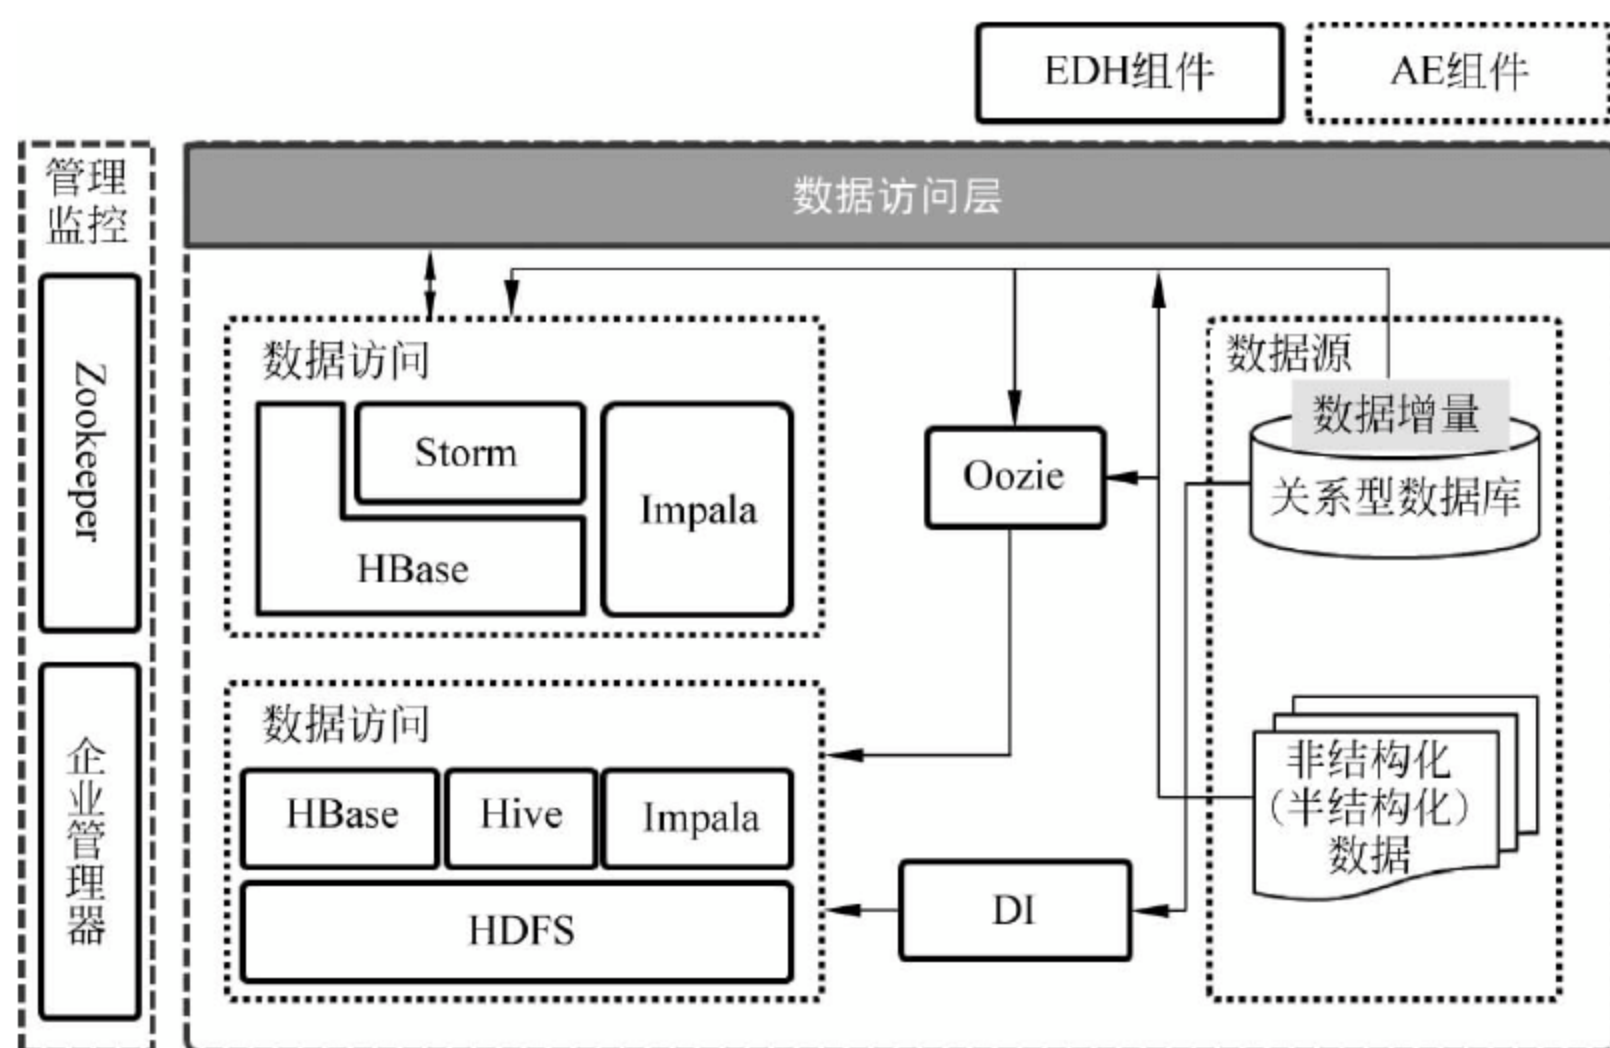 EDH组件
AE组件
管理
监控
Zookeeper
企业管理器
数据访问层
数据访问
Storm
HBase
Impala
数据访问
HBase
Hive
Impala
HDFS
Oozie
DI
数据源
数据增量
关系型数据库
非结构化
（半结构化）
数据